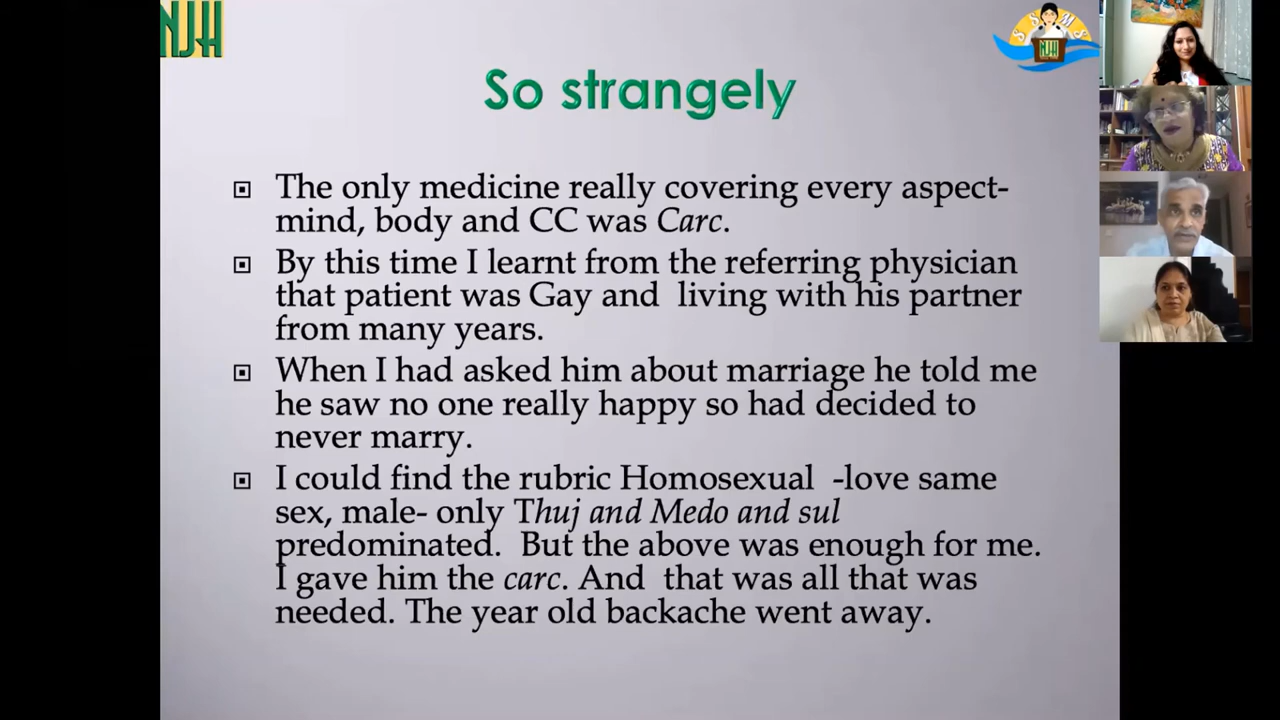 NJH
S S M S
NJH
So strangely
The only medicine really covering every aspect-
mind, body and CC was Carc.
By this time I learnt from the referring physician
that patient was Gay and living with his partner
from many years.
When I had asked him about marriage he told me
he saw no one really happy so had decided to
never marry.
I could find the rubric Homosexual -love same
sex, male- only Thuj and Medo and sul
predominated. But the above was enough for me.
I gave him the carc. And that was all that was
needed. The year old backache went away.